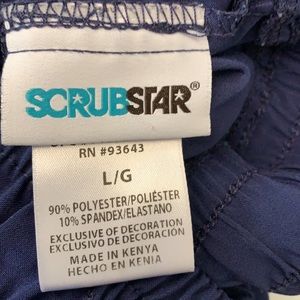 SCRUBSTAR®
RN #93643
L/G
90% POLYESTER/POLIÉSTER
10% SPANDEX/ELASTANO
EXCLUSIVE OF DECORATION
EXCLUSIVO DE DECORACIÓN
MADE IN KENYA
HECHO EN KENIA